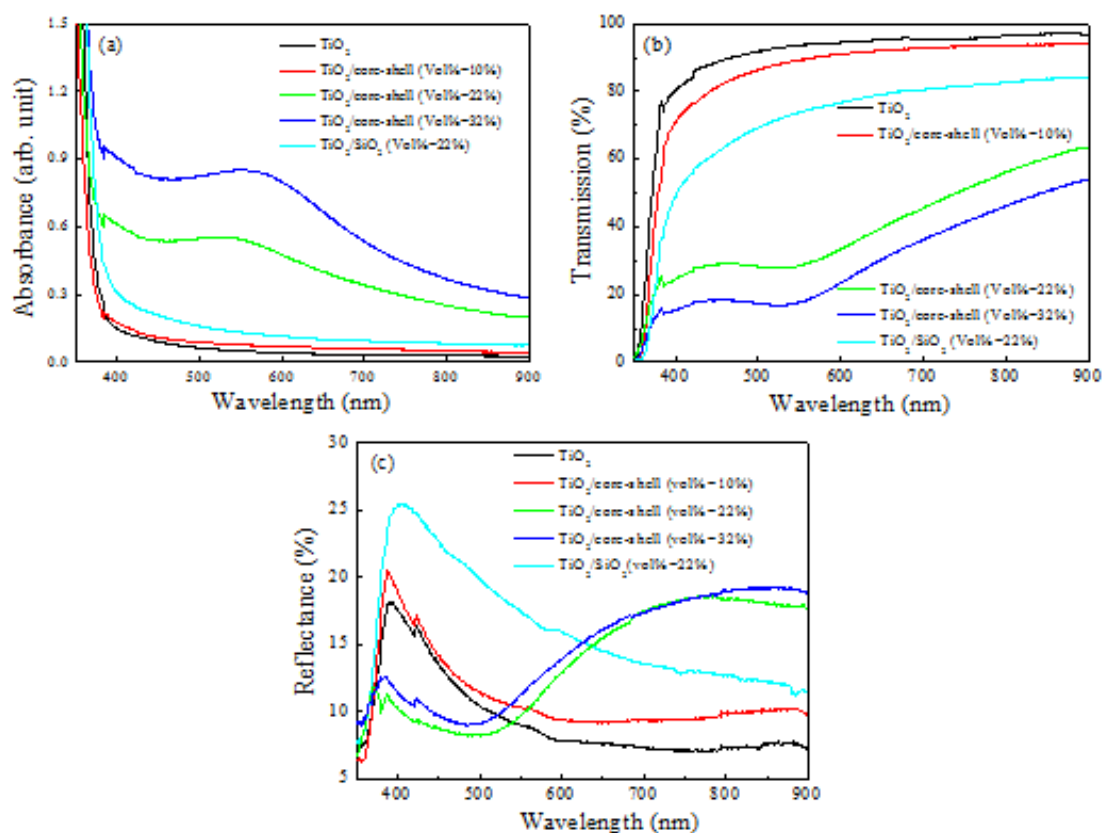 (a)
TiO₂
TiO₂/core-shell (Vol%-10%)
TiO₂/core-shell (Vol%-22%)
TiO₂/core-shell (Vol%-32%)
TiO₂/SiO₂ (Vol%-22%)
1.5
1.2
0.9
0.6
0.3
0.0
Absorbance (arb. unit)
400 500 600 700 800 900
Wavelength (nm)
(b)
100
80
60
40
20
0
Transmission (%)
TiO₂
TiO₂/core-shell (Vol%-10%)
TiO₂/core-shell (Vol%-22%)
TiO₂/core-shell (Vol%-32%)
TiO₂/SiO₂ (Vol%-22%)
400 500 600 700 800 900
Wavelength (nm)
(c)
TiO₂
TiO₂/core-shell (vol%-10%)
TiO₂/core-shell (vol%-22%)
TiO₂/core-shell (vol%-32%)
TiO₂/SiO₂(vol%-22%)
30
25
20
15
10
5
Reflectance (%)
400 500 600 700 800 900
Wavelength (nm)